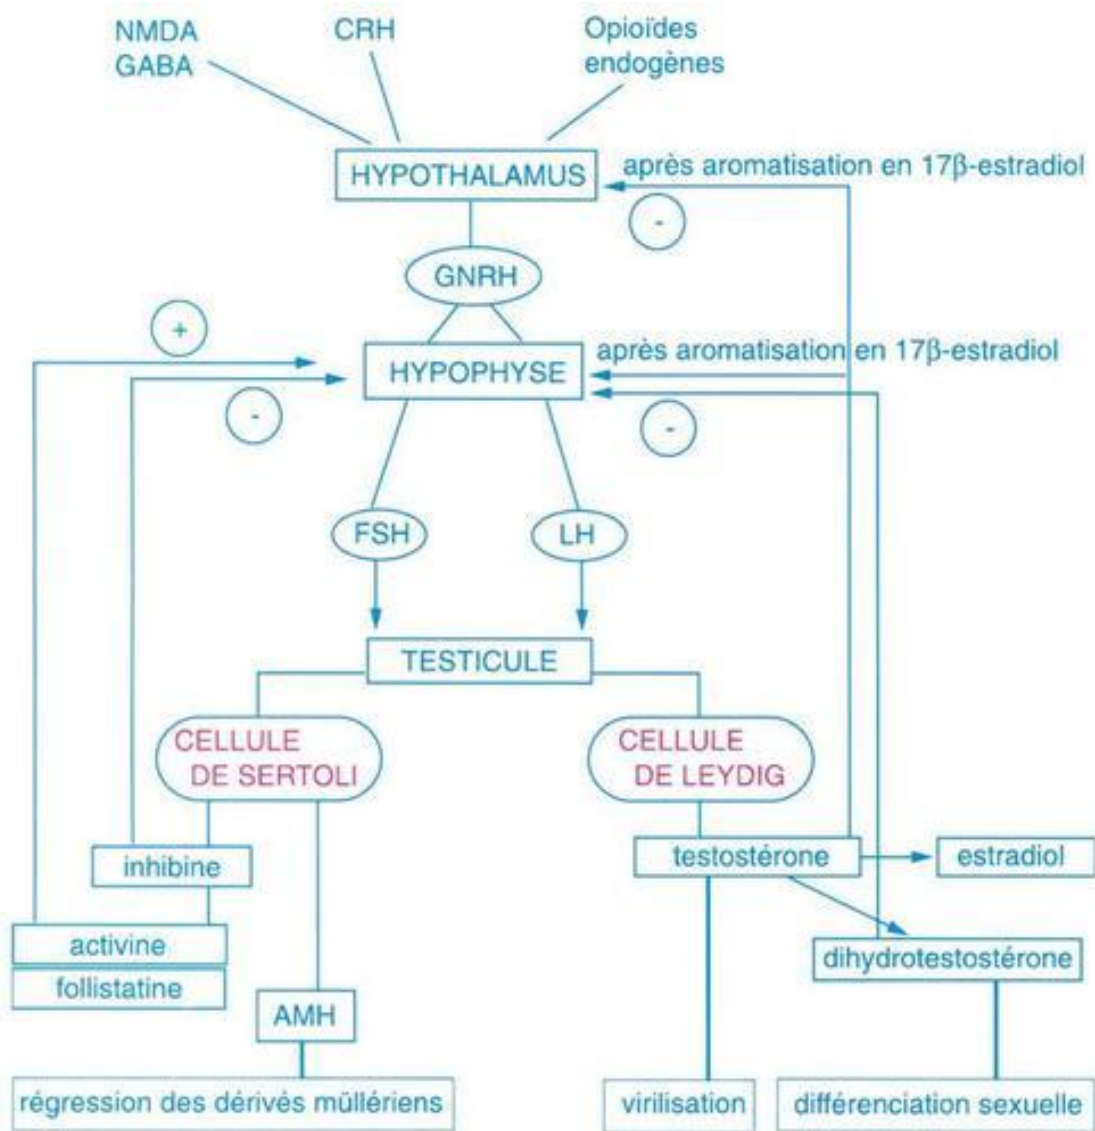 NMDA
GABA
CRH
Opioïdes
endogènes
HYPOTHALAMUS
après aromatisation en 17β-estradiol
-
GNRH
+
HYPOPHYSE
après aromatisation en 17β-estradiol
-
-
FSH
LH
TESTICULE
CELLULE
DE SERTOLI
CELLULE
DE LEYDIG
inhibine
testostérone
estradiol
activine
dihydrotestostérone
follistatine
AMH
régression des dérivés müllériens
virilisation
différenciation sexuelle